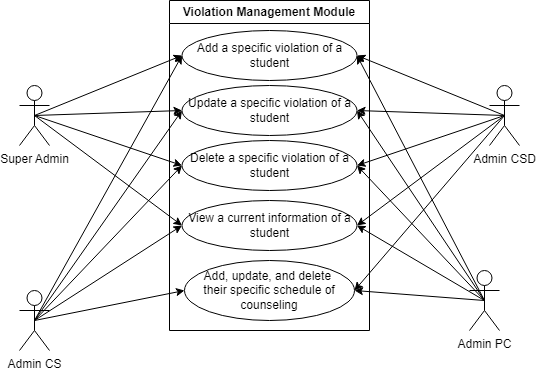 Violation Management Module
Add a specific violation of a
student
Update a specific violation of a
student
Super Admin
Admin CSD
Delete a specific violation of a
student
View a current information of a
student
Add, update, and delete
their specific schedule of
counseling
Admin CS
Admin PC